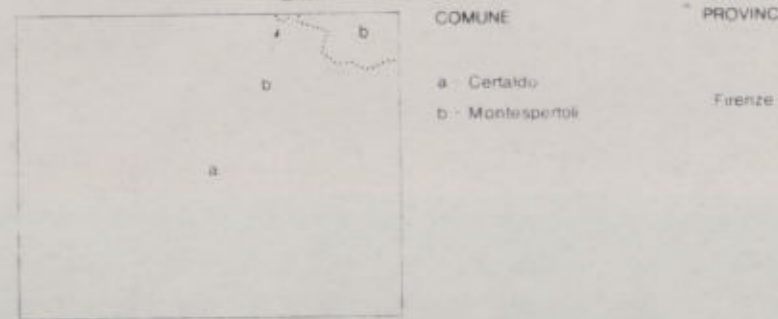 COMUNE PROVINC
b
b
a - Certaldo
b - Montespertoli Firenze
a